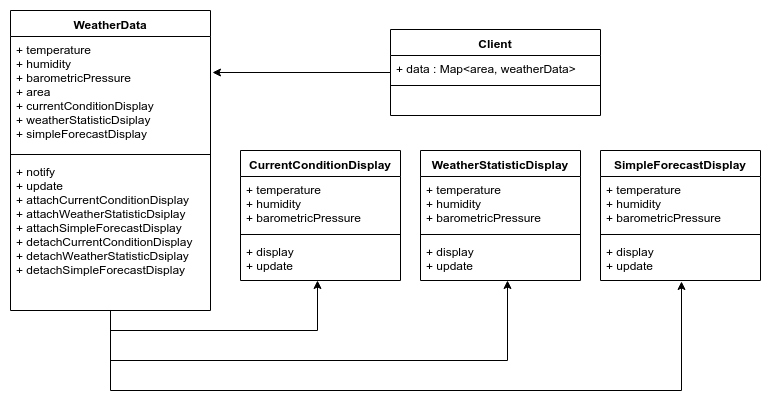 WeatherData
+ temperature
+ humidity
+ barometricPressure
+ area
+ currentConditionDisplay
+ weatherStatisticDsiplay
+ simpleForecastDisplay
+ notify
+ update
+ attachCurrentConditionDisplay
+ attachWeatherStatisticDsiplay
+ attachSimpleForecastDisplay
+ detachCurrentConditionDisplay
+ detachWeatherStatisticDsiplay
+ detachSimpleForecastDisplay
Client
+ data : Map<area, weatherData>
CurrentConditionDisplay
+ temperature
+ humidity
+ barometricPressure
+ display
+ update
WeatherStatisticDisplay
+ temperature
+ humidity
+ barometricPressure
+ display
+ update
SimpleForecastDisplay
+ temperature
+ humidity
+ barometricPressure
+ display
+ update